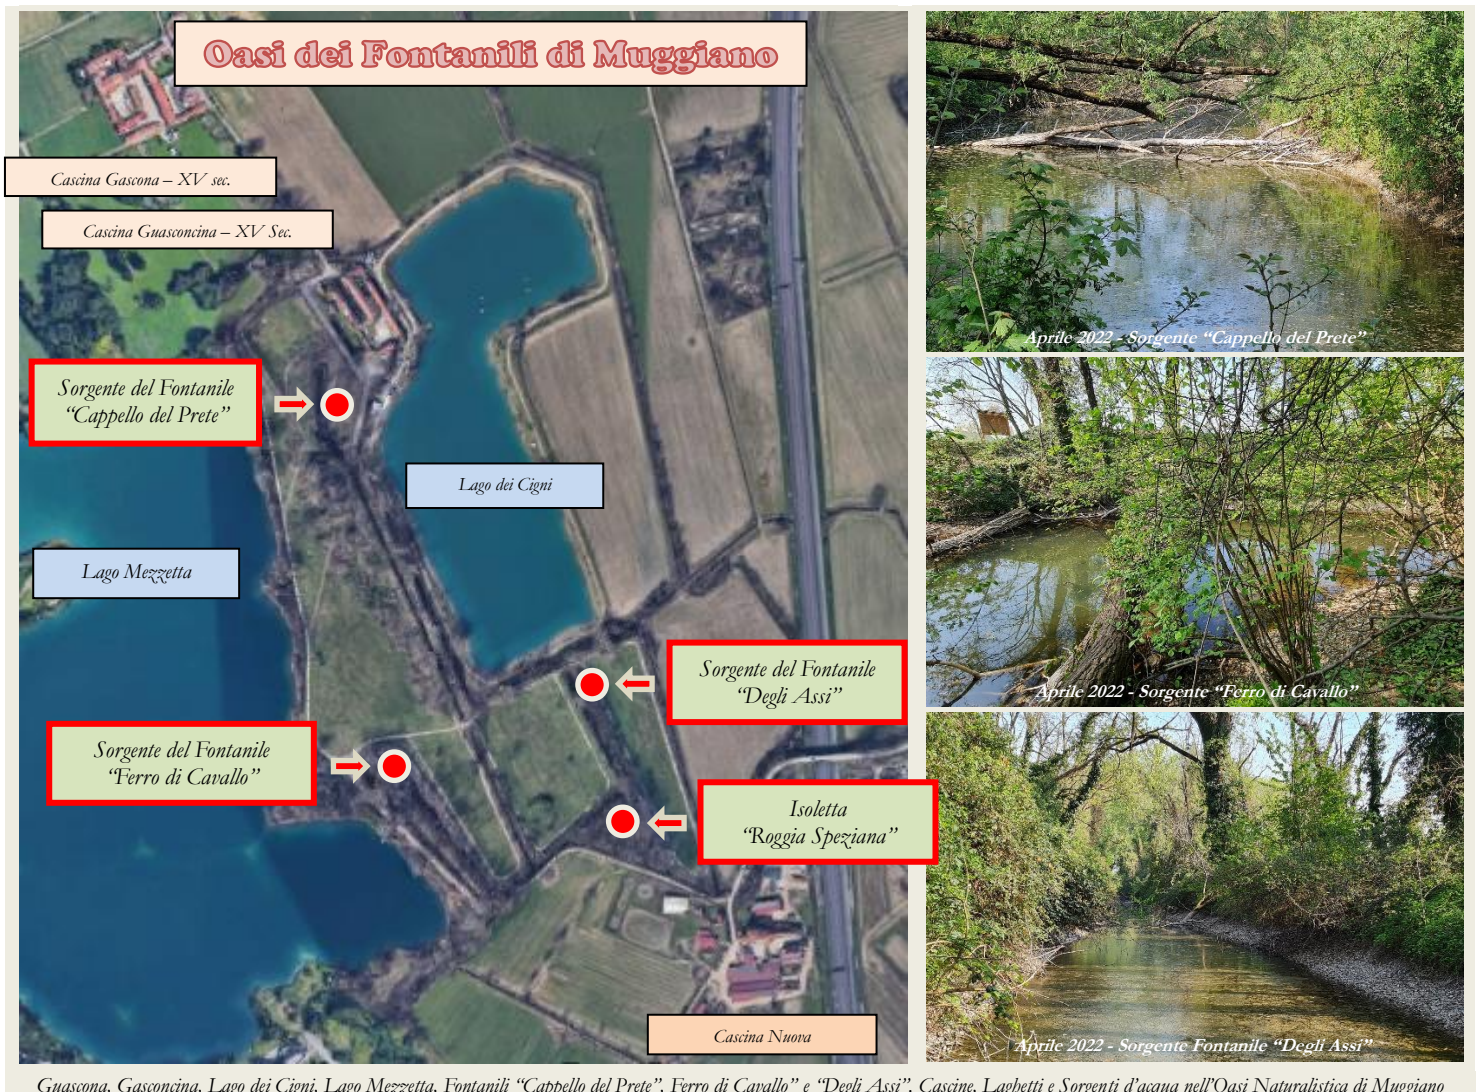 Oasi dei Fontanili di Muggiano
Cascina Gascona – XV sec.
Cascina Guasconcina – XV Sec.
Sorgente del Fontanile
“Cappello del Prete”
Lago dei Cigni
Lago Mezzetta
Sorgente del Fontanile
“Degli Assi”
Sorgente del Fontanile
“Ferro di Cavallo”
Isoletta
“Roggia Speziana”
Cascina Nuova
Aprile 2022 - Sorgente “Cappello del Prete”
Aprile 2022 - Sorgente “Ferro di Cavallo”
Aprile 2022 - Sorgente Fontanile “Degli Assi”
Guascona, Gasconcina, Lago dei Cigni, Lago Mezzetta, Fontanili “Cappello del Prete”, Ferro di Cavallo” e “Degli Assi”. Cascine, Laghetti e Sorgenti d’acqua nell’Oasi Naturalistica di Muggiano